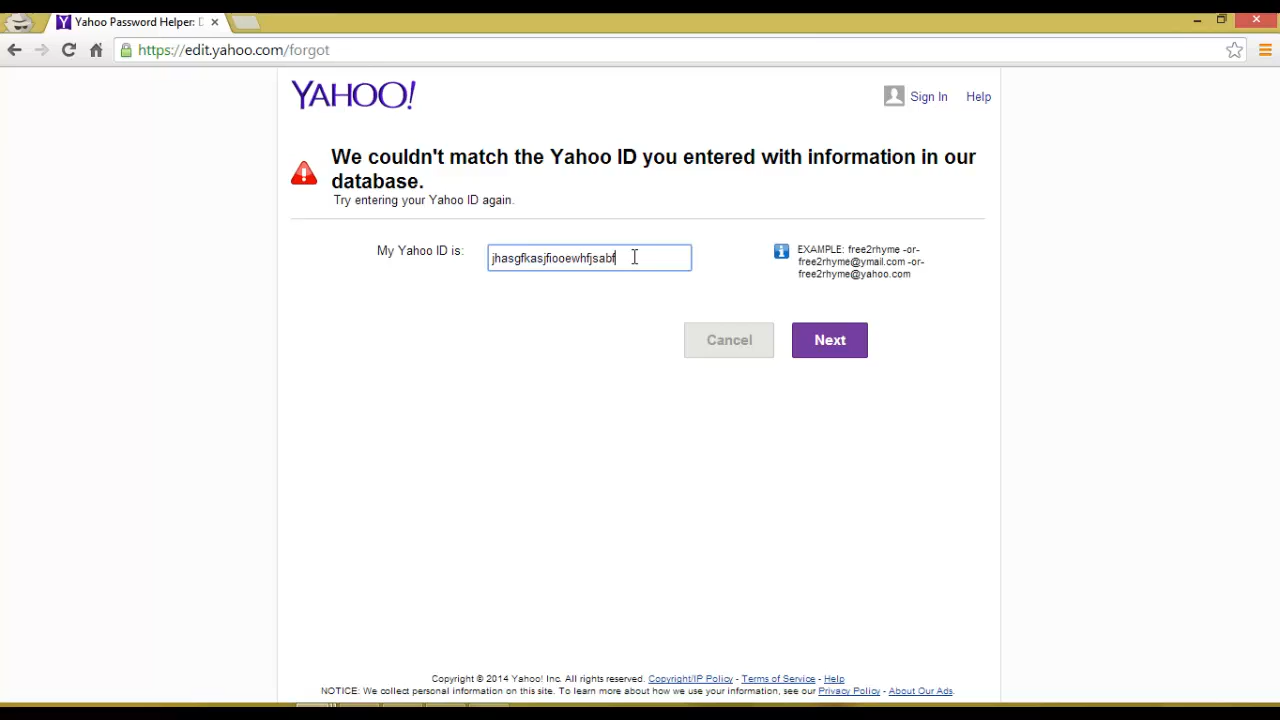 Yahoo Password Helper: D
https://edit.yahoo.com/forgot
YAHOO!
Sign In Help
We couldn't match the Yahoo ID you entered with information in our
database.
Try entering your Yahoo ID again.
My Yahoo ID is:
jhasgfkasjfiooewhfjsabf
EXAMPLE: free2rhyme -or-
free2rhyme@ymail.com -or-
free2rhyme@yahoo.com
Cancel Next
Copyright © 2014 Yahoo! Inc. All rights reserved. Copyright/IP Policy - Terms of Service - Help
NOTICE: We collect personal information on this site. To learn more about how we use your information, see our Privacy Policy - About Our Ads.